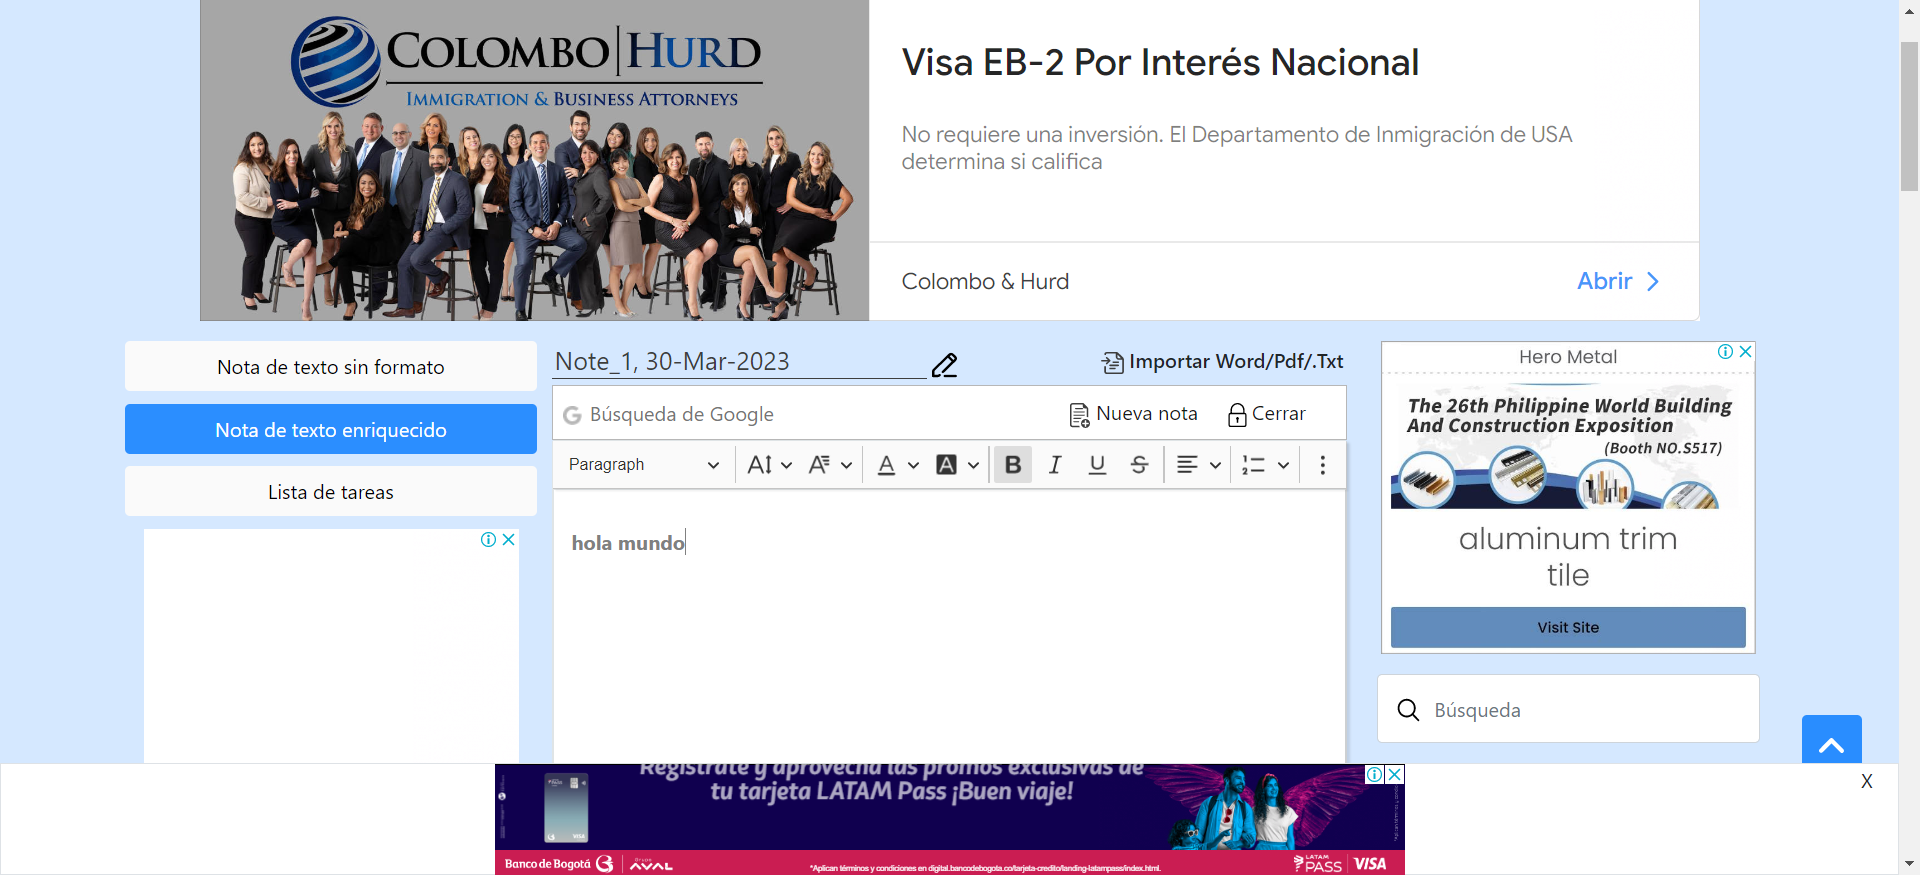 COLOMBO|HURD
IMMIGRATION & BUSINESS ATTORNEYS
Visa EB-2 Por Interés Nacional
No requiere una inversión. El Departamento de Inmigración de USA
determina si califica
Colombo & Hurd
Abrir
Nota de texto sin formato
Nota de texto enriquecido
Lista de tareas
Note_1, 30-Mar-2023
Importar Word/Pdf/.Txt
Búsqueda de Google
Nueva nota
Cerrar
Paragraph
hola mundo
Hero Metal
The 26th Philippine World Building
And Construction Exposition
(Booth NO.S517)
aluminum trim
tile
Visit Site
Búsqueda
X
Regístrate y aprovecha las promos exclusivas de
tu tarjeta LATAM Pass ¡Buen viaje!
Banco de Bogotá
Grupo
AVAL
*Aplican términos y condiciones en digital.bancodebogota.co/tarjeta-credito/landing-latampass/index.html.
LATAM
PASS
VISA